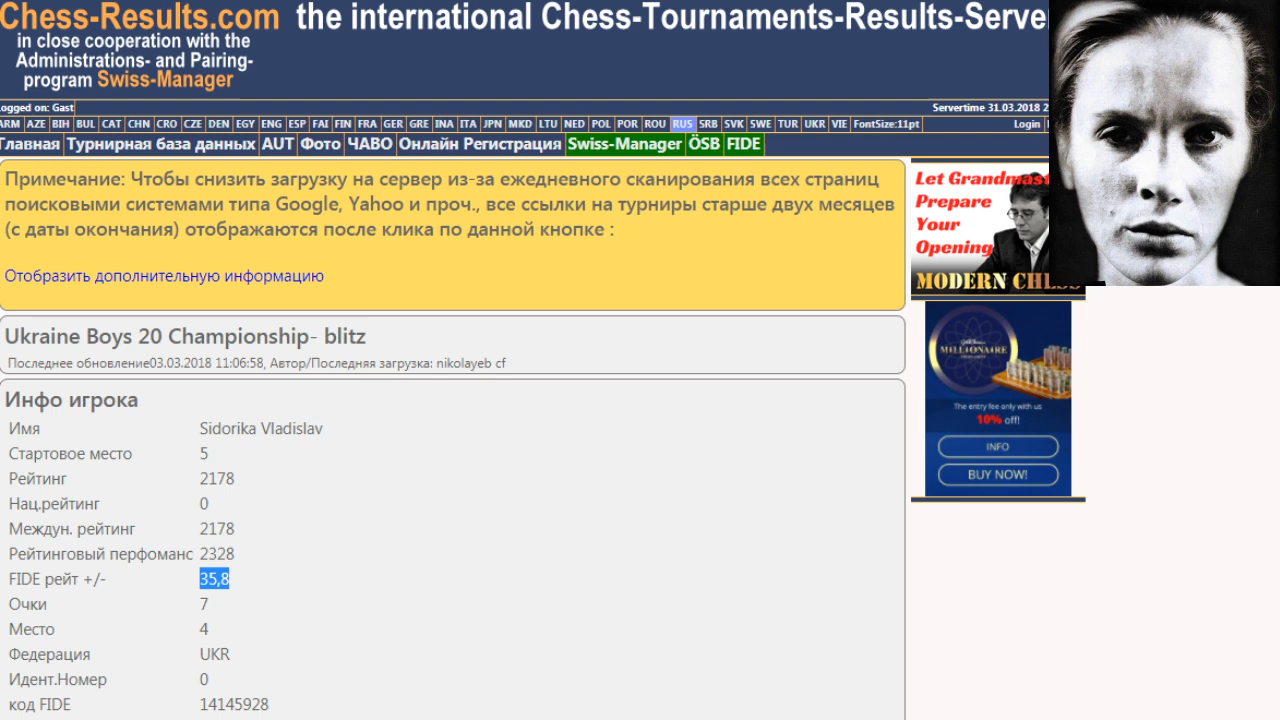 Chess-Results.com the international Chess-Tournaments-Results-Serve
in close cooperation with the
Administrations- and Pairing-
program Swiss-Manager
ogged on: Gast
Servertime 31.03.2018 2
ARM AZE BIH BUL CAT CHN CRO CZE DEN EGY ENG ESP FAI FIN FRA GER GRE INA ITA JPN MKD LTU NED POL POR ROU RUS SRB SVK SWE TUR UKR VIE FontSize:11pt
Login
Главная Турнирная база данных AUT Фото ЧАВО Онлайн Регистрация Swiss-Manager ÖSB FIDE
Примечание: Чтобы снизить загрузку на сервер из-за ежедневного сканирования всех страниц
поисковыми системами типа Google, Yahoo и проч., все ссылки на турниры старше двух месяцев
(с даты окончания) отображаются после клика по данной кнопке :
Отобразить дополнительную информацию
Let Grandmast
Prepare
Your
Opening
MODERN CHESS
Ukraine Boys 20 Championship- blitz
Последнее обновление03.03.2018 11:06:58, Автор/Последняя загрузка: nikolayeb cf
MILLIONAIRE
The entry fee only with us
10% off!
INFO
BUY NOW!
Инфо игрока
Имя Sidorika Vladislav
Стартовое место 5
Рейтинг 2178
Нац.рейтинг 0
Междун. рейтинг 2178
Рейтинговый перфоманс 2328
FIDE рейт +/- 35,8
Очки 7
Место 4
Федерация UKR
Идент.Номер 0
код FIDE 14145928